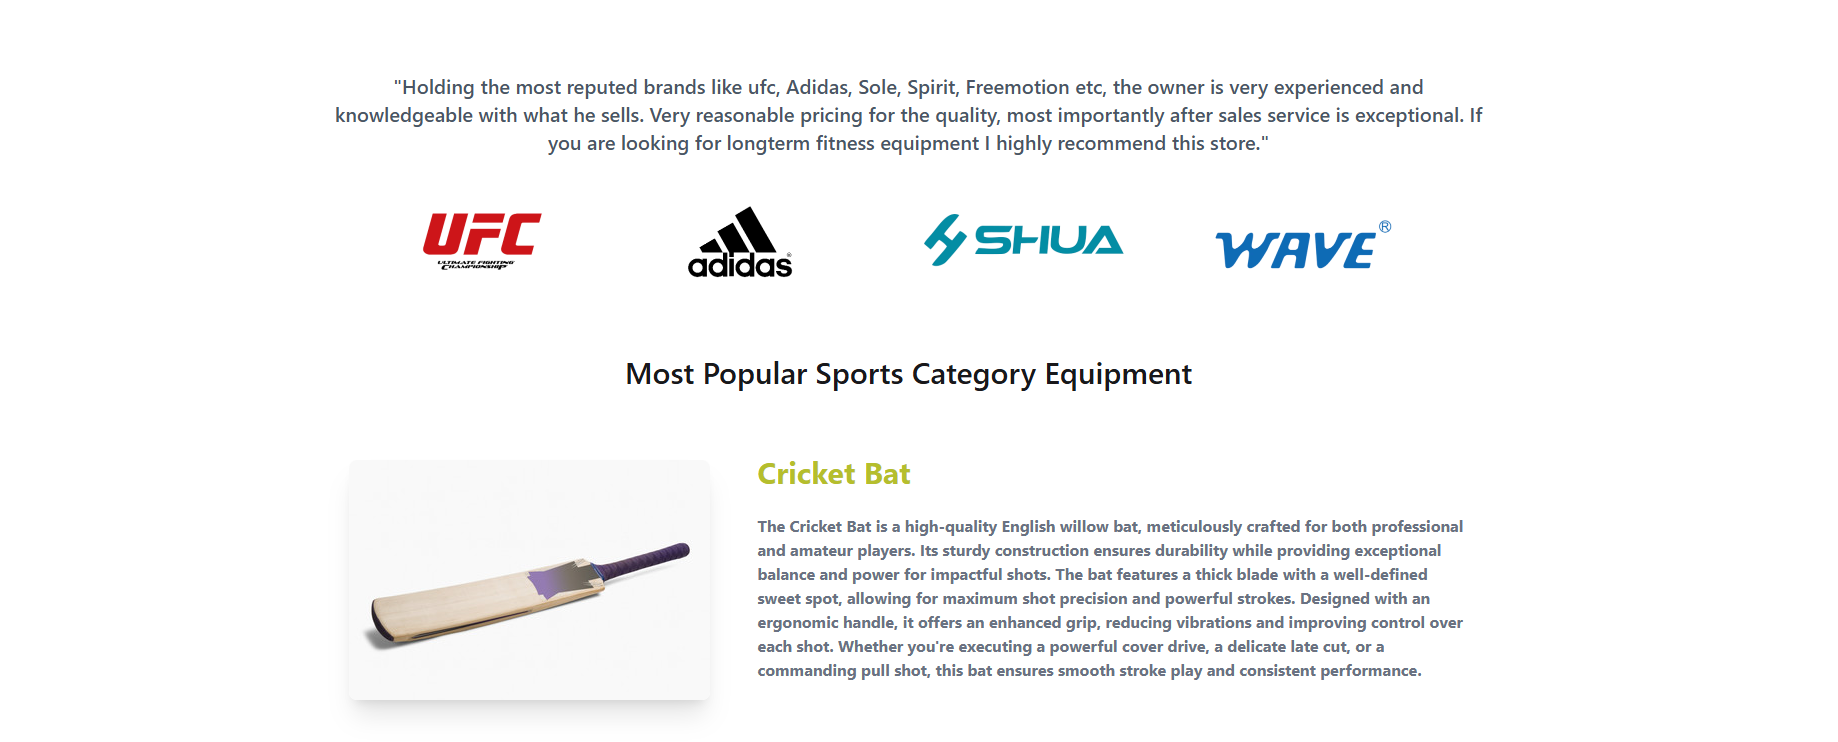 "Holding the most reputed brands like ufc, Adidas, Sole, Spirit, Freemotion etc, the owner is very experienced and
knowledgeable with what he sells. Very reasonable pricing for the quality, most importantly after sales service is exceptional. If
you are looking for longterm fitness equipment I highly recommend this store."
UFC
ULTIMATE FIGHTING
CHAMPIONSHIP
adidas®
SHUA
WAVE®
Most Popular Sports Category Equipment
Cricket Bat
The Cricket Bat is a high-quality English willow bat, meticulously crafted for both professional
and amateur players. Its sturdy construction ensures durability while providing exceptional
balance and power for impactful shots. The bat features a thick blade with a well-defined
sweet spot, allowing for maximum shot precision and powerful strokes. Designed with an
ergonomic handle, it offers an enhanced grip, reducing vibrations and improving control over
each shot. Whether you're executing a powerful cover drive, a delicate late cut, or a
commanding pull shot, this bat ensures smooth stroke play and consistent performance.